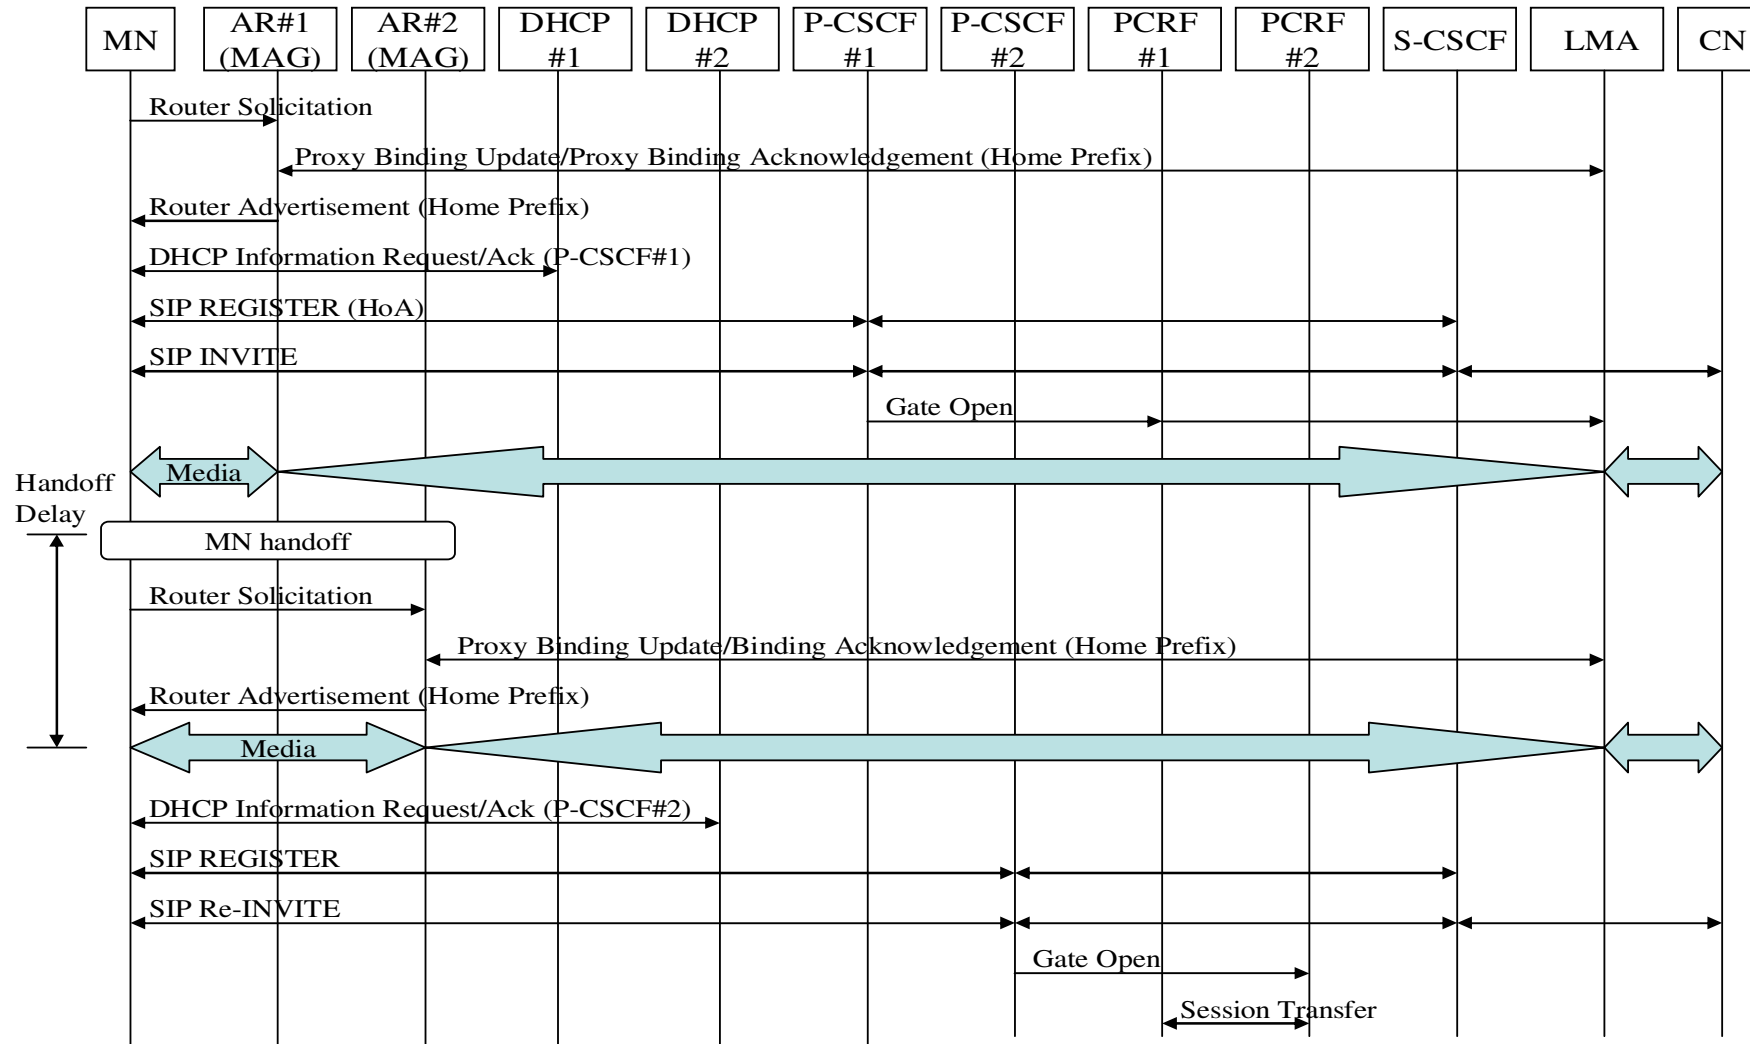 MN
AR#1
(MAG)
AR#2
(MAG)
DHCP
#1
DHCP
#2
P-CSCF
#1
P-CSCF
#2
PCRF
#1
PCRF
#2
S-CSCF
LMA
CN
Router Solicitation
Proxy Binding Update/Proxy Binding Acknowledgement (Home Prefix)
Router Advertisement (Home Prefix)
DHCP Information Request/Ack (P-CSCF#1)
SIP REGISTER (HoA)
SIP INVITE
Gate Open
Media
Handoff
Delay
MN handoff
Router Solicitation
Proxy Binding Update/Binding Acknowledgement (Home Prefix)
Router Advertisement (Home Prefix)
Media
DHCP Information Request/Ack (P-CSCF#2)
SIP REGISTER
SIP Re-INVITE
Gate Open
Session Transfer